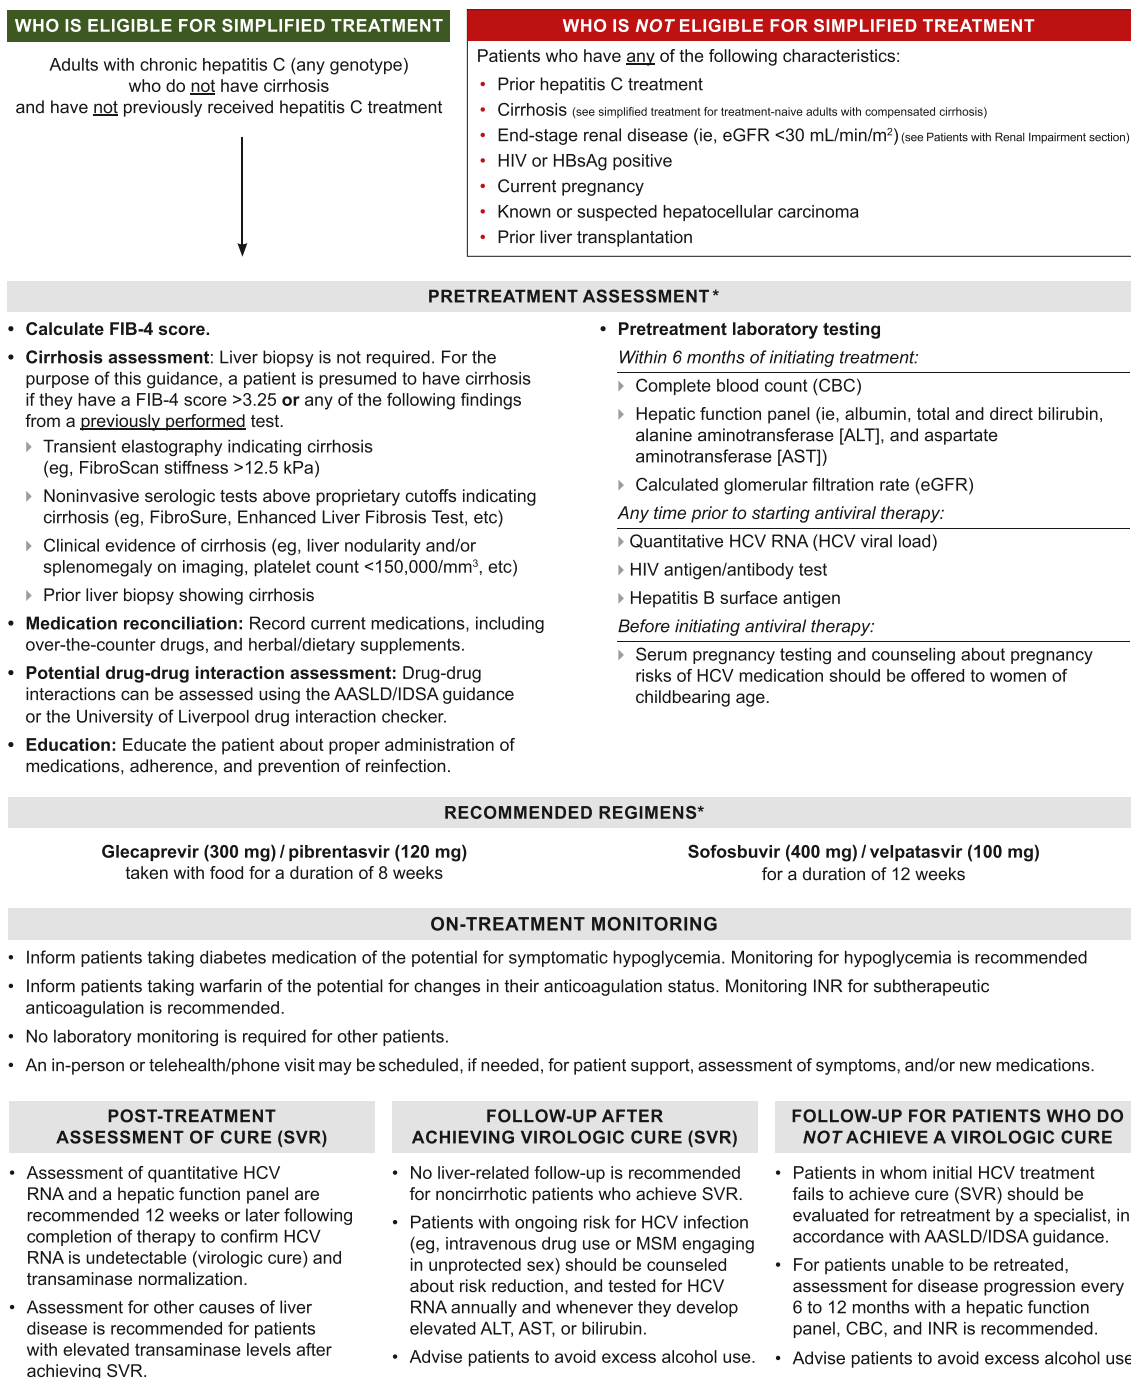 WHO IS ELIGIBLE FOR SIMPLIFIED TREATMENT
Adults with chronic hepatitis C (any genotype)
who do not have cirrhosis
and have not previously received hepatitis C treatment
WHO IS NOT ELIGIBLE FOR SIMPLIFIED TREATMENT
Patients who have any of the following characteristics:
• Prior hepatitis C treatment
• Cirrhosis (see simplified treatment for treatment-naive adults with compensated cirrhosis)
• End-stage renal disease (ie, eGFR <30 mL/min/m²) (see Patients with Renal Impairment section)
• HIV or HBsAg positive
• Current pregnancy
• Known or suspected hepatocellular carcinoma
• Prior liver transplantation
PRETREATMENT ASSESSMENT*
• Calculate FIB-4 score.
• Cirrhosis assessment: Liver biopsy is not required. For the
purpose of this guidance, a patient is presumed to have cirrhosis
if they have a FIB-4 score >3.25 or any of the following findings
from a previously performed test.
Transient elastography indicating cirrhosis
(eg, FibroScan stiffness >12.5 kPa)
Noninvasive serologic tests above proprietary cutoffs indicating
cirrhosis (eg, FibroSure, Enhanced Liver Fibrosis Test, etc)
Clinical evidence of cirrhosis (eg, liver nodularity and/or
splenomegaly on imaging, platelet count <150,000/mm³, etc)
Prior liver biopsy showing cirrhosis
• Medication reconciliation: Record current medications, including
over-the-counter drugs, and herbal/dietary supplements.
• Potential drug-drug interaction assessment: Drug-drug
interactions can be assessed using the AASLD/IDSA guidance
or the University of Liverpool drug interaction checker.
• Education: Educate the patient about proper administration of
medications, adherence, and prevention of reinfection.
• Pretreatment laboratory testing
Within 6 months of initiating treatment:
Complete blood count (CBC)
Hepatic function panel (ie, albumin, total and direct bilirubin,
alanine aminotransferase [ALT], and aspartate
aminotransferase [AST])
Calculated glomerular filtration rate (eGFR)
Any time prior to starting antiviral therapy:
Quantitative HCV RNA (HCV viral load)
HIV antigen/antibody test
Hepatitis B surface antigen
Before initiating antiviral therapy:
Serum pregnancy testing and counseling about pregnancy
risks of HCV medication should be offered to women of
childbearing age.
RECOMMENDED REGIMENS*
Glecaprevir (300 mg) / pibrentasvir (120 mg)
taken with food for a duration of 8 weeks
Sofosbuvir (400 mg) / velpatasvir (100 mg)
for a duration of 12 weeks
ON-TREATMENT MONITORING
• Inform patients taking diabetes medication of the potential for symptomatic hypoglycemia. Monitoring for hypoglycemia is recommended
• Inform patients taking warfarin of the potential for changes in their anticoagulation status. Monitoring INR for subtherapeutic
anticoagulation is recommended.
• No laboratory monitoring is required for other patients.
• An in-person or telehealth/phone visit may be scheduled, if needed, for patient support, assessment of symptoms, and/or new medications.
POST-TREATMENT
ASSESSMENT OF CURE (SVR)
• Assessment of quantitative HCV
RNA and a hepatic function panel are
recommended 12 weeks or later following
completion of therapy to confirm HCV
RNA is undetectable (virologic cure) and
transaminase normalization.
• Assessment for other causes of liver
disease is recommended for patients
with elevated transaminase levels after
achieving SVR.
FOLLOW-UP AFTER
ACHIEVING VIROLOGIC CURE (SVR)
• No liver-related follow-up is recommended
for noncirrhotic patients who achieve SVR.
• Patients with ongoing risk for HCV infection
(eg, intravenous drug use or MSM engaging
in unprotected sex) should be counseled
about risk reduction, and tested for HCV
RNA annually and whenever they develop
elevated ALT, AST, or bilirubin.
• Advise patients to avoid excess alcohol use.
FOLLOW-UP FOR PATIENTS WHO DO
NOT ACHIEVE A VIROLOGIC CURE
• Patients in whom initial HCV treatment
fails to achieve cure (SVR) should be
evaluated for retreatment by a specialist, in
accordance with AASLD/IDSA guidance.
• For patients unable to be retreated,
assessment for disease progression every
6 to 12 months with a hepatic function
panel, CBC, and INR is recommended.
• Advise patients to avoid excess alcohol use